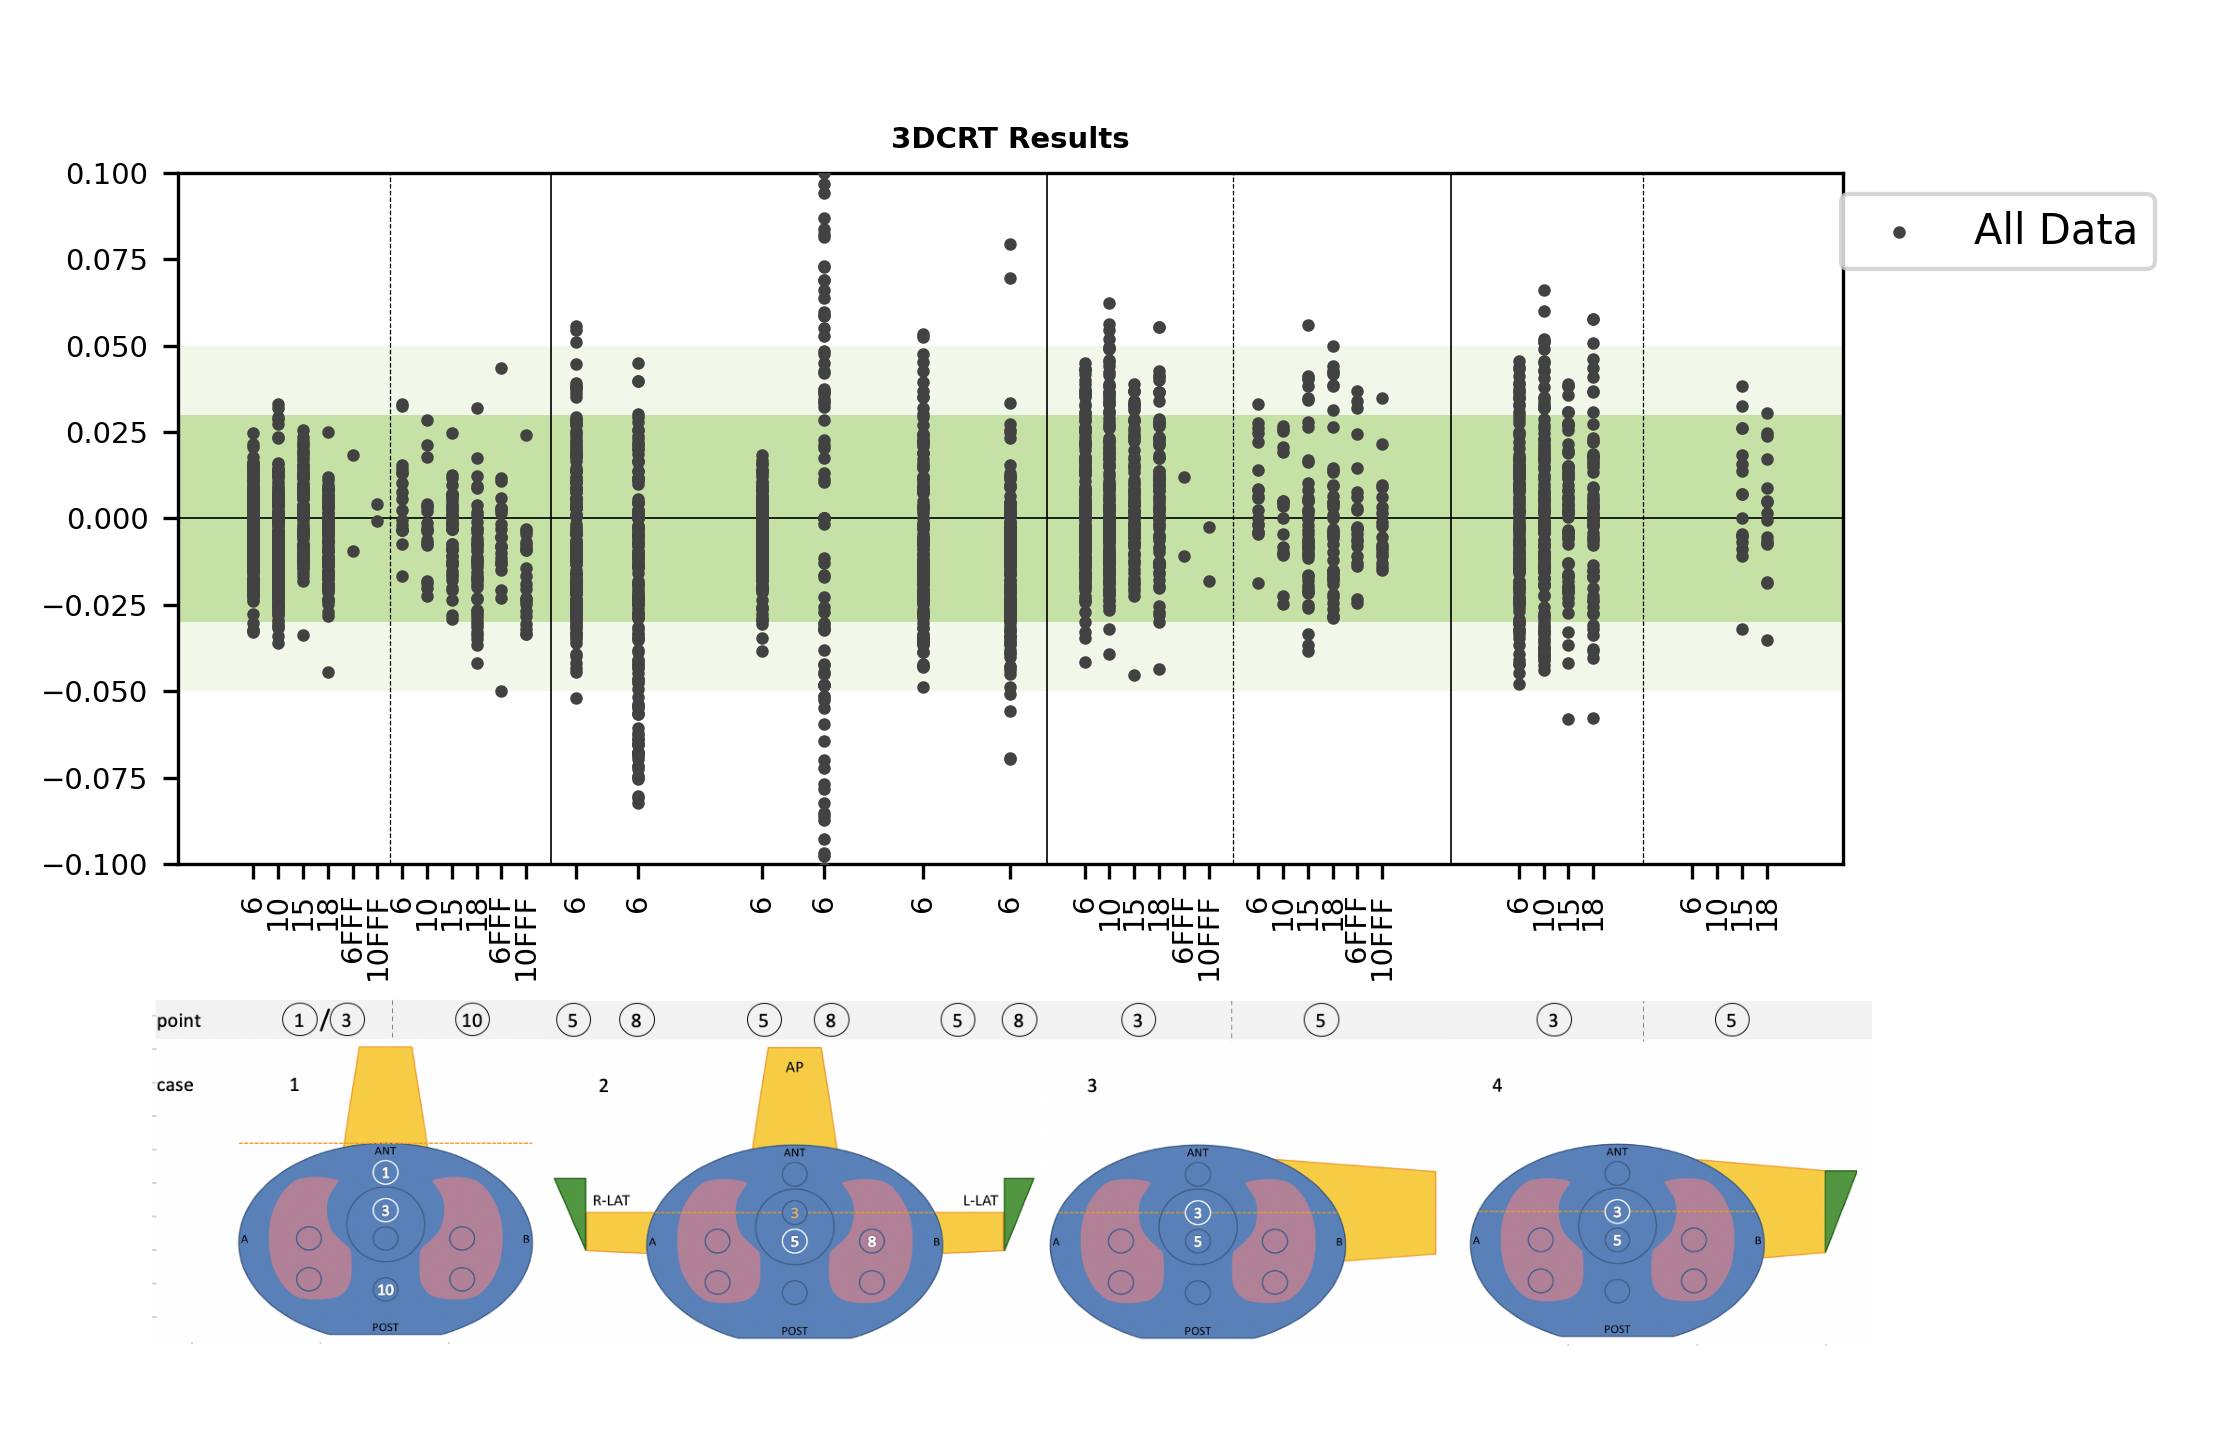 3DCRT Results
0.100
0.075
0.050
0.025
0.000
−0.025
−0.050
−0.075
−0.100
All Data
6 10 15 18 6FFF 10FFF 6 10 15 18 6FFF 10FFF 6 6 6 6 6 6 6 10 15 18 6FFF 10FFF 6 10 15 18 6FFF 10FFF 6 10 15 18 6 10 15 18
point 1 / 3 10 5 8 5 8 5 8 3 5 3 5
case 1 2 3 4
AP
ANT ANT ANT ANT
1
R-LAT L-LAT
3 3 3 3
A B A 5 8 B A 5 B A 5 B
10
POST POST POST POST